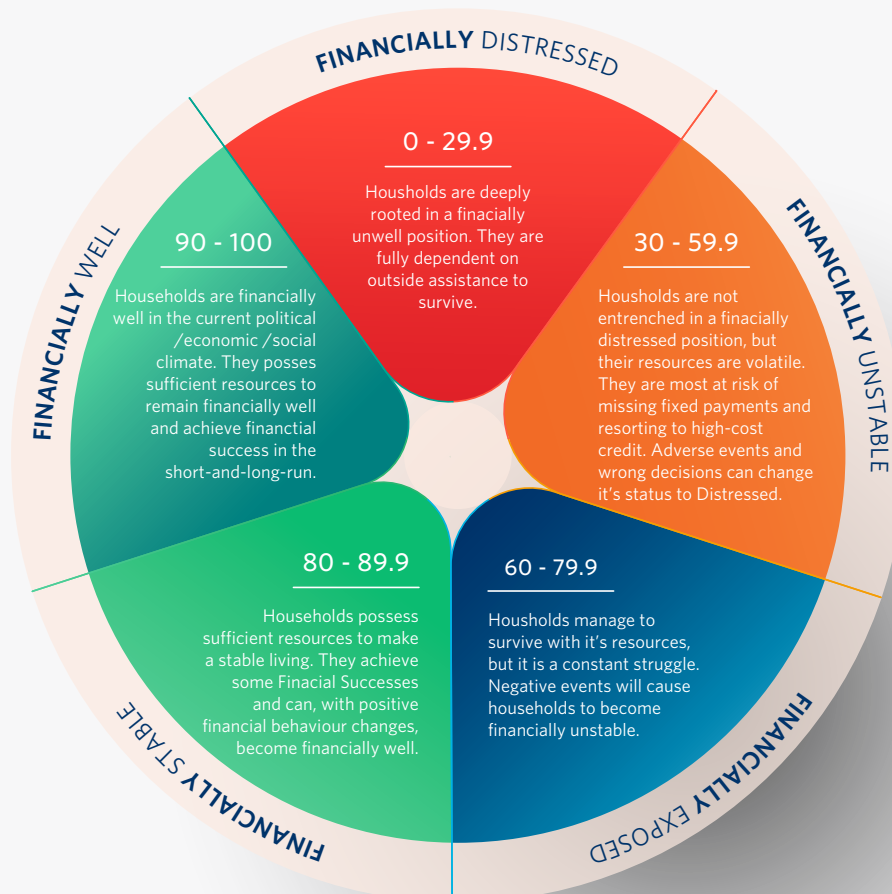 FINANCIALLY DISTRESSED
0 - 29.9
Housholds are deeply
rooted in a finacially
unwell position. They are
fully dependent on
outside assistance to
survive.
FINANCIALLY UNSTABLE
30 - 59.9
Housholds are not
entrenched in a finacially
distressed position, but
their resources are volatile.
They are most at risk of
missing fixed payments and
resorting to high-cost
credit. Adverse events and
wrong decisions can change
it's status to Distressed.
FINANCIALLY EXPOSED
60 - 79.9
Housholds manage to
survive with it's resources,
but it is a constant struggle.
Negative events will cause
households to become
financially unstable.
FINANCIALLY STABLE
80 - 89.9
Households possess
sufficient resources to make
a stable living. They achieve
some Finacial Successes
and can, with positive
financial behaviour changes,
become financially well.
FINANCIALLY WELL
90 - 100
Households are financially
well in the current political
/economic /social
climate. They posses
sufficient resources to
remain financially well
and achieve financtial
success in the
short-and-long-run.